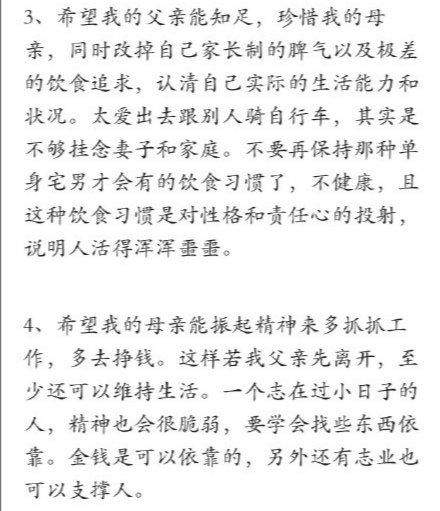 3、希望我的父亲能知足，珍惜我的母
亲，同时改掉自己家长制的脾气以及极差
的饮食追求，认清自己实际的生活能力和
状况。太爱出去跟别人骑自行车，其实是
不够挂念妻子和家庭。不要再保持那种单
身宅男才会有的饮食习惯了，不健康，且
这种饮食习惯是对性格和责任心的投射，
说明人活得浑浑噩噩。
4、希望我的母亲能振起精神来多抓抓工
作，多去挣钱。这样若我父亲先离开，至
少还可以维持生活。一个志在过小日子的
人，精神也会很脆弱，要学会找些东西依
靠。金钱是可以依靠的，另外还有志业也
可以支撑人。